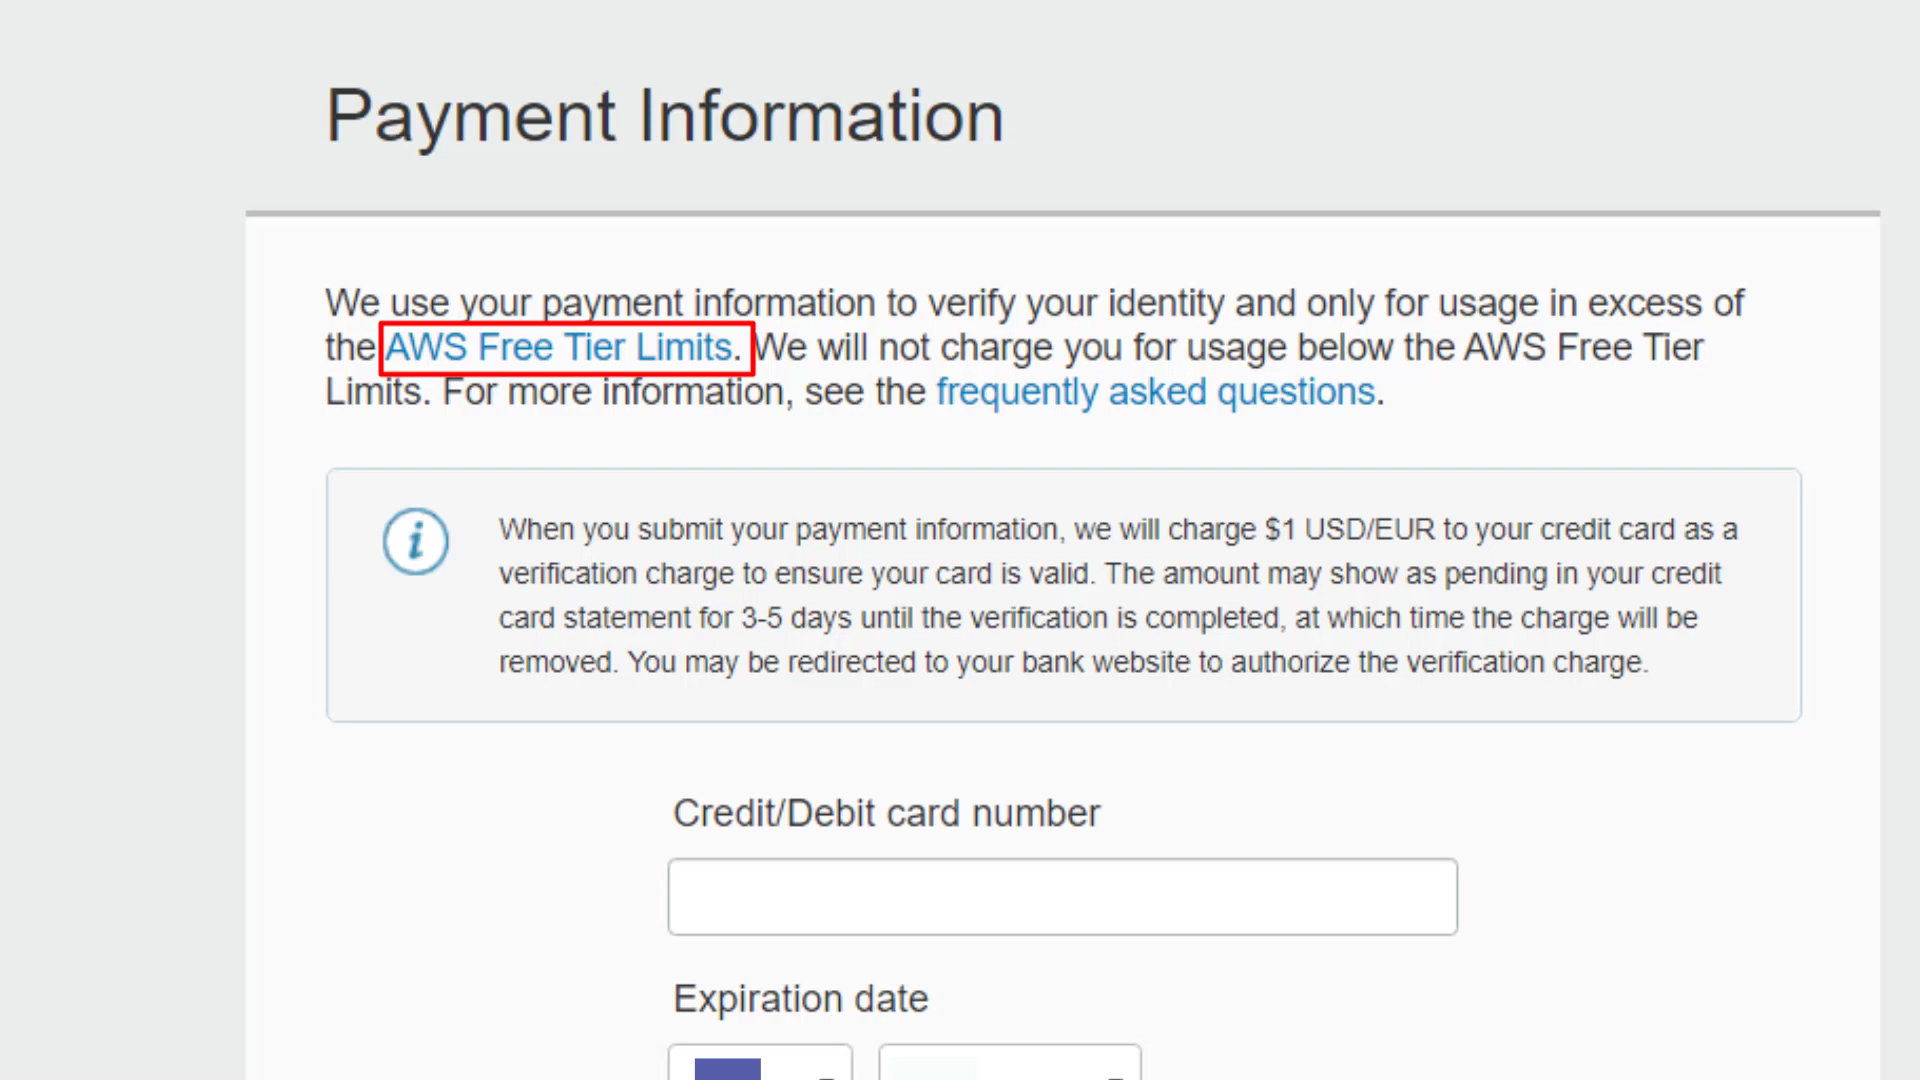 Payment Information
We use your payment information to verify your identity and only for usage in excess of
the AWS Free Tier Limits. We will not charge you for usage below the AWS Free Tier
Limits. For more information, see the frequently asked questions.
i
When you submit your payment information, we will charge $1 USD/EUR to your credit card as a
verification charge to ensure your card is valid. The amount may show as pending in your credit
card statement for 3-5 days until the verification is completed, at which time the charge will be
removed. You may be redirected to your bank website to authorize the verification charge.
Credit/Debit card number
Expiration date